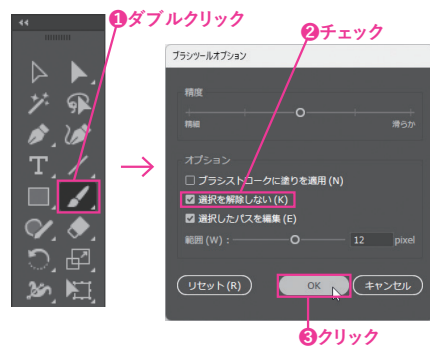 ❶ダブルクリック
❷チェック
ブラシツールオプション
精度
精細 滑らか
オプション
ブラシストロークに塗りを適用 (N)
選択を解除しない (K)
選択したパスを編集 (E)
範囲 (W) : 12 pixel
リセット (R) OK キャンセル
❸クリック